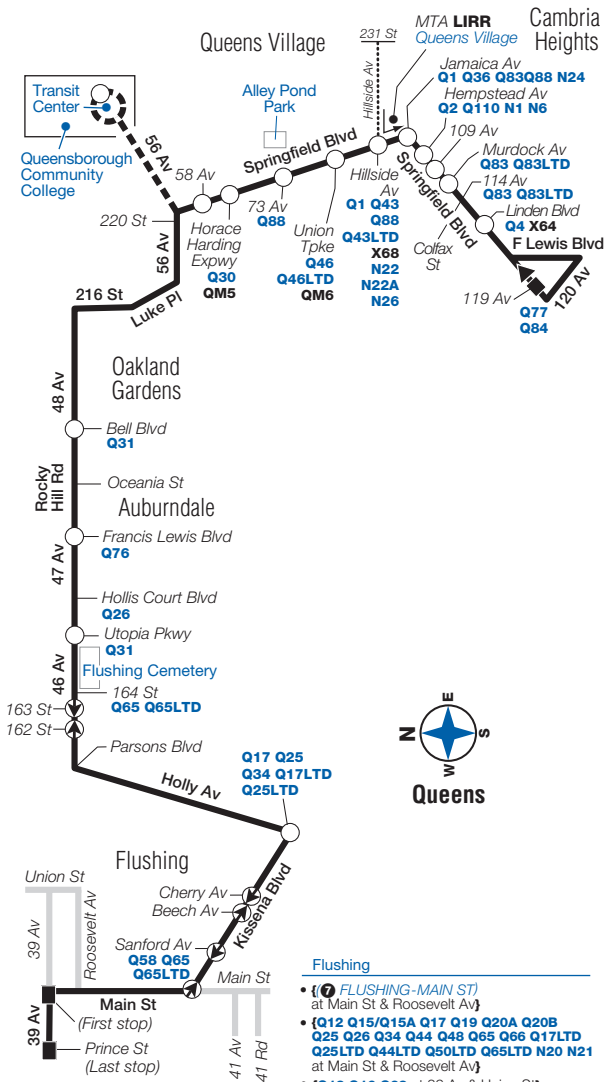 Cambria
Heights
MTA LIRR
Queens Village
231 St
Queens Village
Jamaica Av
Q1 Q36 Q83Q88 N24
Hempstead Av
Q2 Q110 N1 N6
109 Av
Murdock Av
Q83 Q83LTD
114 Av
Q83 Q83LTD
Linden Blvd
Q4 X64
F Lewis Blvd
Hillside Av
Alley Pond
Park
Transit
Center
Queensborough
Community
College
56 Av
Springfield Blvd
Springfield Blvd
58 Av
220 St
Horace
Harding
Expwy
Q30
QM5
73 Av
Q88
Union
Tpke
Q46
Q46LTD
QM6
Hillside
Av
Q1 Q43
Q88
Q43LTD
X68
N22
N22A
N26
Colfax
St
119 Av
120 Av
Q77
Q84
56 Av
Luke Pl
216 St
Oakland
Gardens
48 Av
Bell Blvd
Q31
Rocky
Hill Rd
Oceania St
Auburndale
Francis Lewis Blvd
Q76
47 Av
Hollis Court Blvd
Q26
Utopia Pkwy
Q31
46 Av
Flushing Cemetery
164 St
Q65 Q65LTD
163 St
162 St
Parsons Blvd
Holly Av
Q17 Q25
Q34 Q17LTD
Q25LTD
N
E
S
W
Queens
Flushing
Union St
39 Av
Roosevelt Av
Cherry Av
Beech Av
Kissena Blvd
Sanford Av
Q58 Q65
Q65LTD
Main St
Main St
(First stop)
39 Av
Prince St
(Last stop)
41 Av
41 Rd
Flushing
• {(7 FLUSHING-MAIN ST)
at Main St & Roosevelt Av}
• {Q12 Q15/Q15A Q17 Q19 Q20A Q20B
Q25 Q26 Q34 Q44 Q48 Q65 Q66 Q17LTD
Q25LTD Q44LTD Q50LTD Q65LTD N20 N21
at Main St & Roosevelt Av}